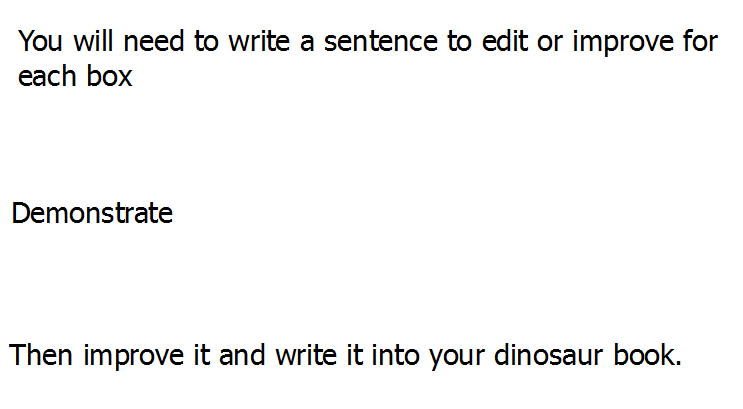 You will need to write a sentence to edit or improve for
each box
Demonstrate
Then improve it and write it into your dinosaur book.